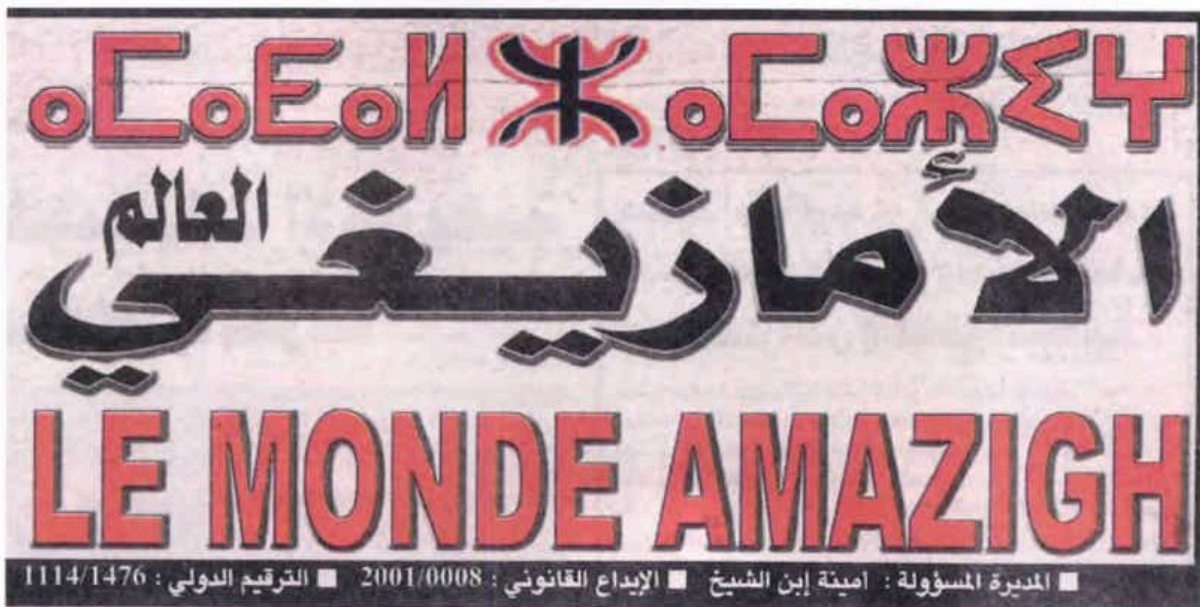 ⴰⵎⴰⴹⴰⵍ ⵣ ⴰⵎⴰⵣⵉⵖ
العالم الأمازيغي
LE MONDE AMAZIGH
■ المديرة المسؤولة : امينة إبن الشيخ ■ الإيداع القانوني : 2001/0008 ■ الترقيم الدولي : 1114/1476